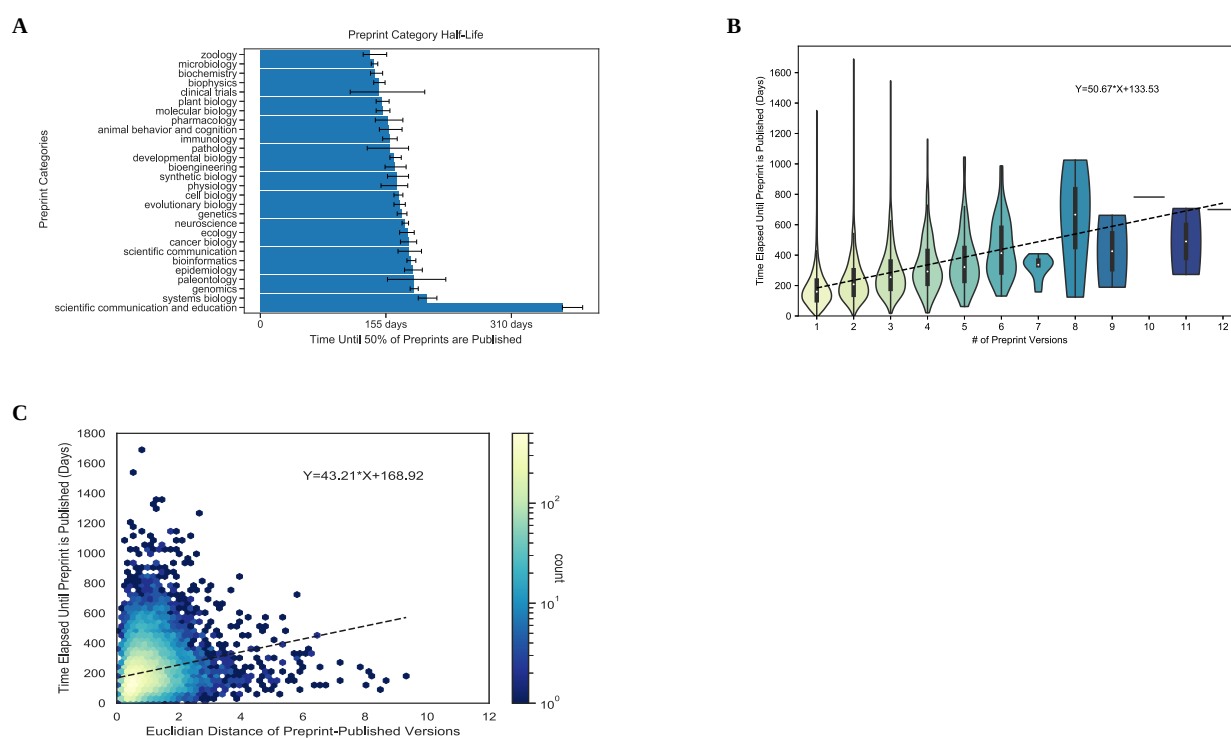 A
Preprint Category Half-Life
Preprint Categories
zoology
microbiology
biochemistry
biophysics
clinical trials
plant biology
molecular biology
pharmacology
animal behavior and cognition
immunology
pathology
developmental biology
bioengineering
synthetic biology
physiology
cell biology
evolutionary biology
genetics
neuroscience
ecology
cancer biology
scientific communication
bioinformatics
epidemiology
paleontology
genomics
systems biology
scientific communication and education
0 155 days 310 days
Time Until 50% of Preprints are Published
B
Time Elapsed Until Preprint is Published (Days)
1600
1400
1200
1000
800
600
400
200
0
Y=50.67*X+133.53
1 2 3 4 5 6 7 8 9 10 11 12
# of Preprint Versions
C
Time Elapsed Until Preprint is Published (Days)
1800
1600
1400
1200
1000
800
600
400
200
0
Y=43.21*X+168.92
0 2 4 6 8 10 12
Euclidian Distance of Preprint-Published Versions
10²
10¹
10⁰
count